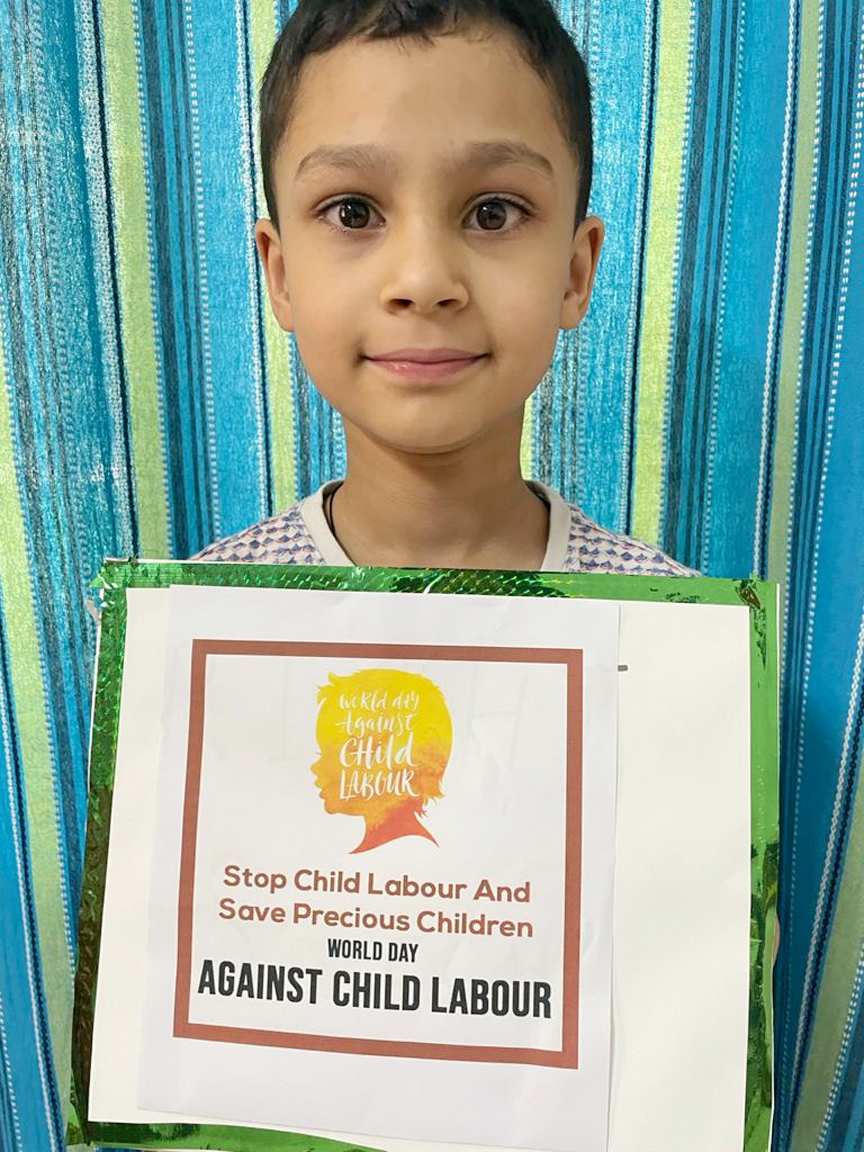 WORLD DAY
Against
CHild
LABOUR
Stop Child Labour And
Save Precious Children
WORLD DAY
AGAINST CHILD LABOUR